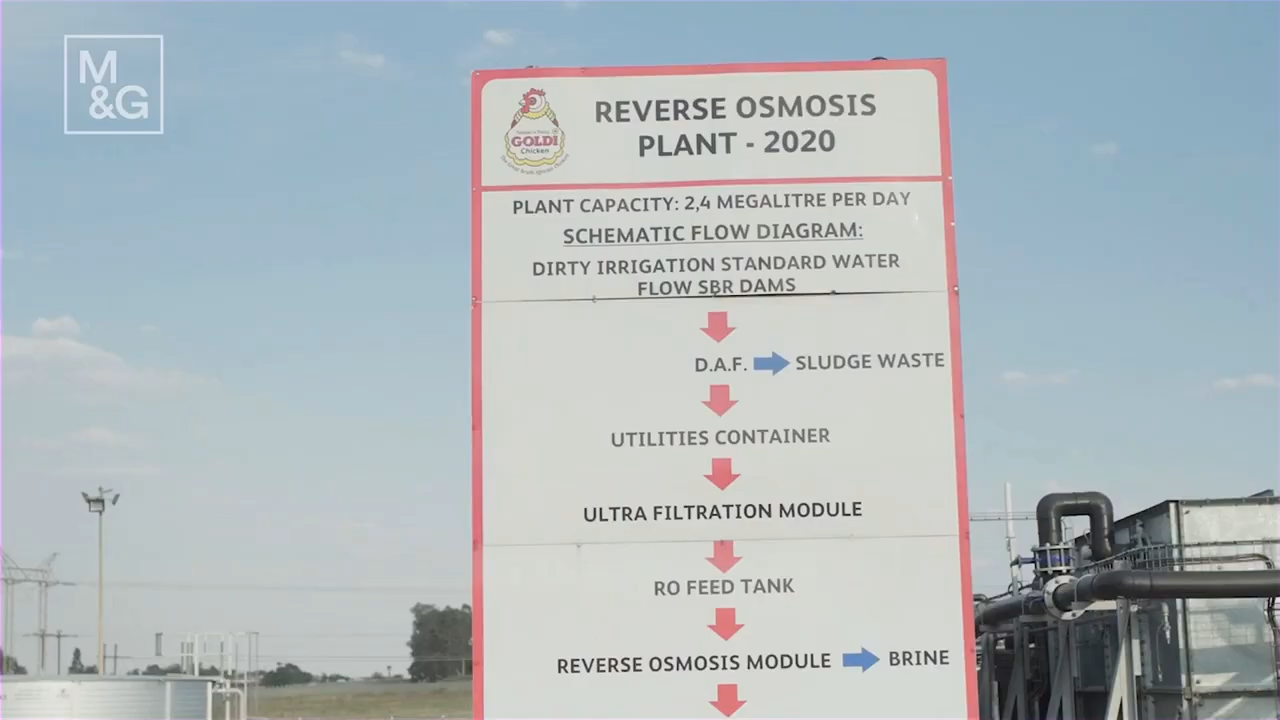 M
&G
GOLDI
Chicken
REVERSE OSMOSIS
PLANT - 2020
PLANT CAPACITY: 2,4 MEGALITRE PER DAY
SCHEMATIC FLOW DIAGRAM:
DIRTY IRRIGATION STANDARD WATER
FLOW SBR DAMS
D.A.F. SLUDGE WASTE
UTILITIES CONTAINER
ULTRA FILTRATION MODULE
RO FEED TANK
REVERSE OSMOSIS MODULE BRINE